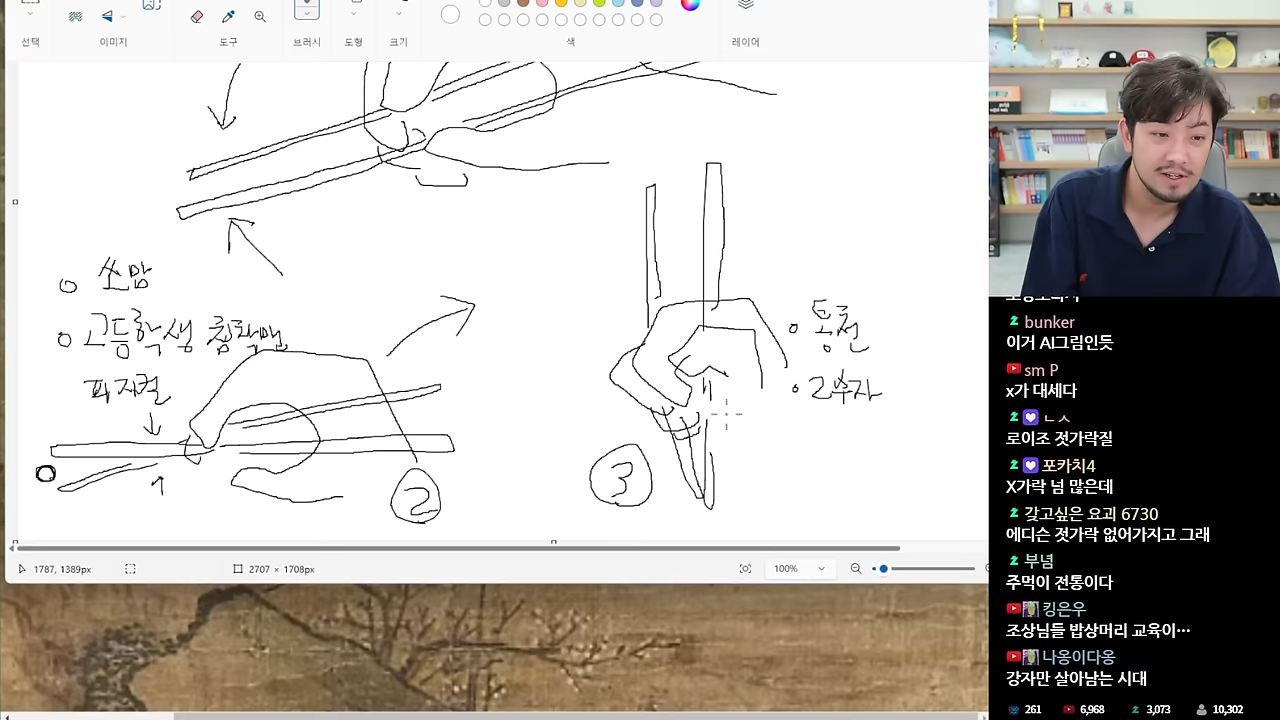 선택
이미지
도구
브러시
도형
크기
색
레이어
쏘맘
고등학생 침착맨
피지컬
통천
2부자
2
3
1787, 1389px
2707 × 1708px
100%
bunker
이거 AI그림인듯
sm P
x가 대세다
ㄴㅅ
로이조 젓가락질
포카치4
X가락 넘 많은데
갖고싶은 요괴 6730
에디슨 젓가락 없어가지고 그래
부념
주먹이 전통이다
킹은우
조상님들 밥상머리 교육이…
나옹이다옹
강자만 살아남는 시대
261
6,968
3,073
10,302